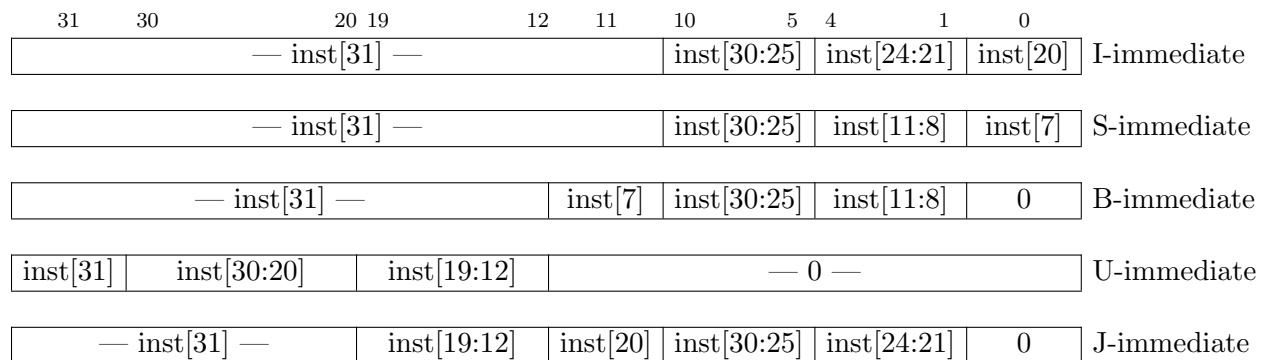 31 30 20 19 12 11 10 5 4 1 0
— inst[31] — inst[30:25] inst[24:21] inst[20] I-immediate
— inst[31] — inst[30:25] inst[11:8] inst[7] S-immediate
— inst[31] — inst[7] inst[30:25] inst[11:8] 0 B-immediate
inst[31] inst[30:20] inst[19:12] — 0 — U-immediate
— inst[31] — inst[19:12] inst[20] inst[30:25] inst[24:21] 0 J-immediate